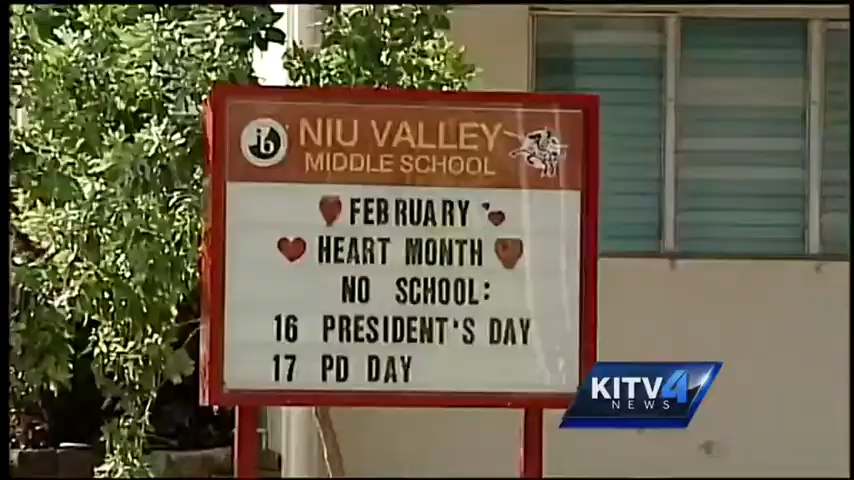 ib
NIU VALLEY
MIDDLE SCHOOL
FEBRUARY
HEART MONTH
NO SCHOOL:
16 PRESIDENT'S DAY
17 PD DAY
KITV4
NEWS